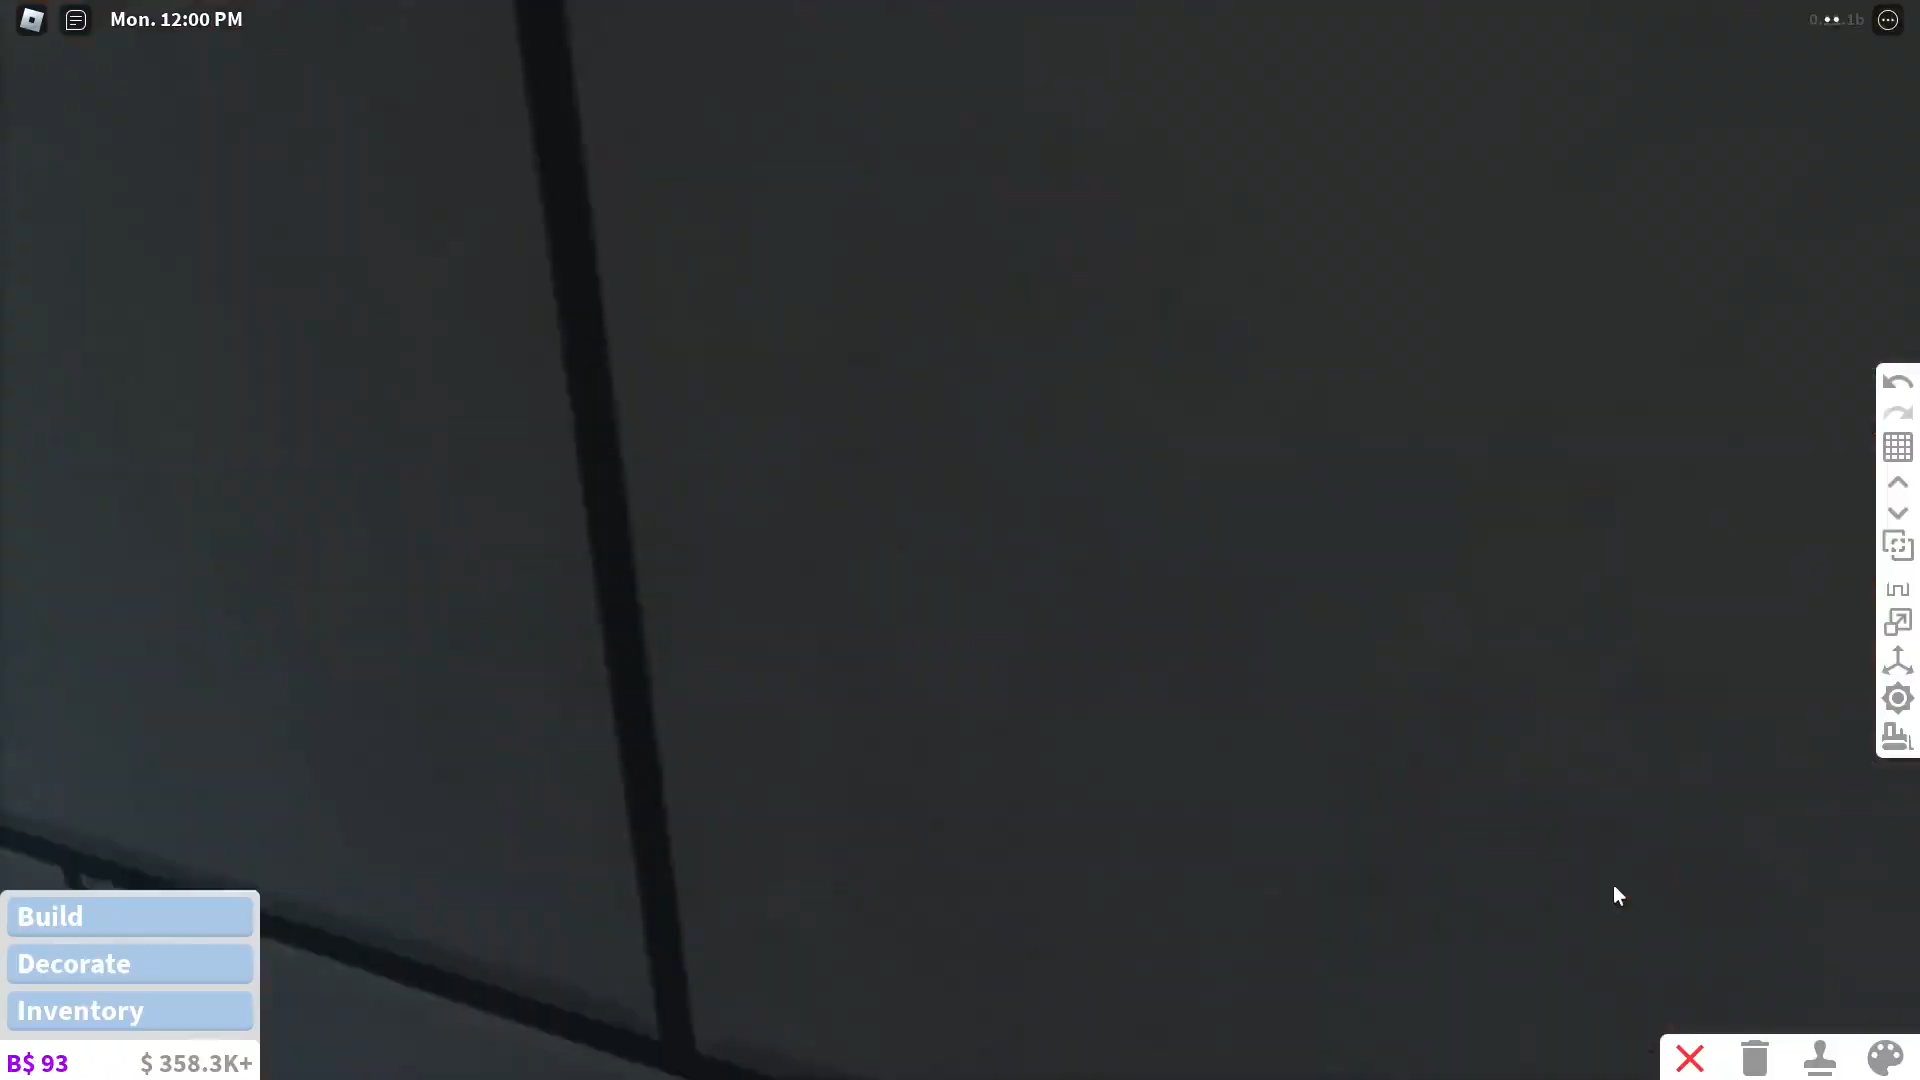 Mon. 12:00 PM
Build
Decorate
Inventory
B$ 93
$ 358.3K+